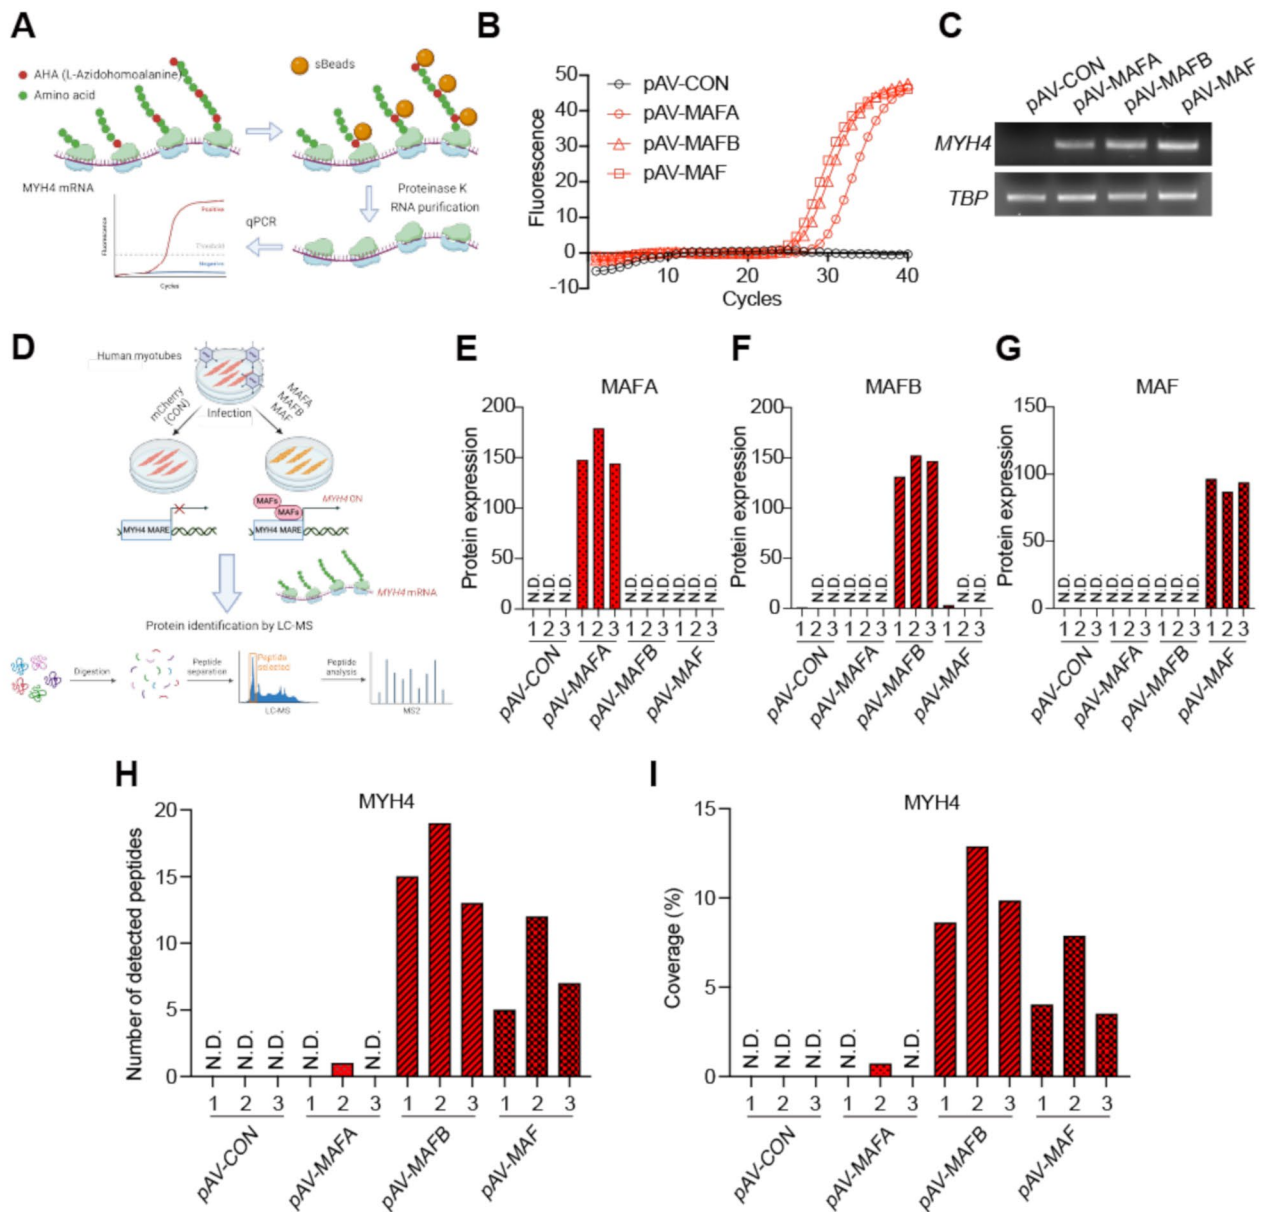 A
AHA (L-Azidohomoalanine)
Amino acid
sBeads
MYH4 mRNA
Proteinase K
RNA purification
qPCR
Fluorescence
Positive
Threshold
Negative
Cycles
B
50
40
30
20
10
0
-10
Fluorescence
pAV-CON
pAV-MAFA
pAV-MAFB
pAV-MAF
10 20 30 40
Cycles
C
pAV-CON
pAV-MAFA
pAV-MAFB
pAV-MAF
MYH4
TBP
D
Human myotubes
mCherry
(CON)
Infection
MAFA
MAFB
MAF
MAFs
MAFs
MYH4 ON
MYH4 MARE
MYH4 MARE
MYH4 mRNA
Protein identification by LC-MS
Digestion
Peptide
separation
Peptide
selected
LC-MS
Peptide
analysis
MS2
E
MAFA
Protein expression
200
150
100
50
0
N.D. N.D. N.D. N.D. N.D. N.D. N.D. N.D. N.D.
1 2 3 1 2 3 1 2 3 1 2 3
pAV-CON
pAV-MAFA
pAV-MAFB
pAV-MAF
F
MAFB
Protein expression
200
150
100
50
0
N.D. N.D. N.D. N.D. N.D. N.D. N.D.
1 2 3 1 2 3 1 2 3 1 2 3
pAV-CON
pAV-MAFA
pAV-MAFB
pAV-MAF
G
MAF
Protein expression
150
100
50
0
N.D. N.D. N.D. N.D. N.D. N.D. N.D. N.D. N.D.
1 2 3 1 2 3 1 2 3 1 2 3
pAV-CON
pAV-MAFA
pAV-MAFB
pAV-MAF
H
MYH4
Number of detected peptides
20
15
10
5
0
N.D. N.D. N.D. N.D. N.D.
1 2 3 1 2 3 1 2 3 1 2 3
pAV-CON
pAV-MAFA
pAV-MAFB
pAV-MAF
I
MYH4
Coverage (%)
15
10
5
0
N.D. N.D. N.D. N.D. N.D.
1 2 3 1 2 3 1 2 3 1 2 3
pAV-CON
pAV-MAFA
pAV-MAFB
pAV-MAF